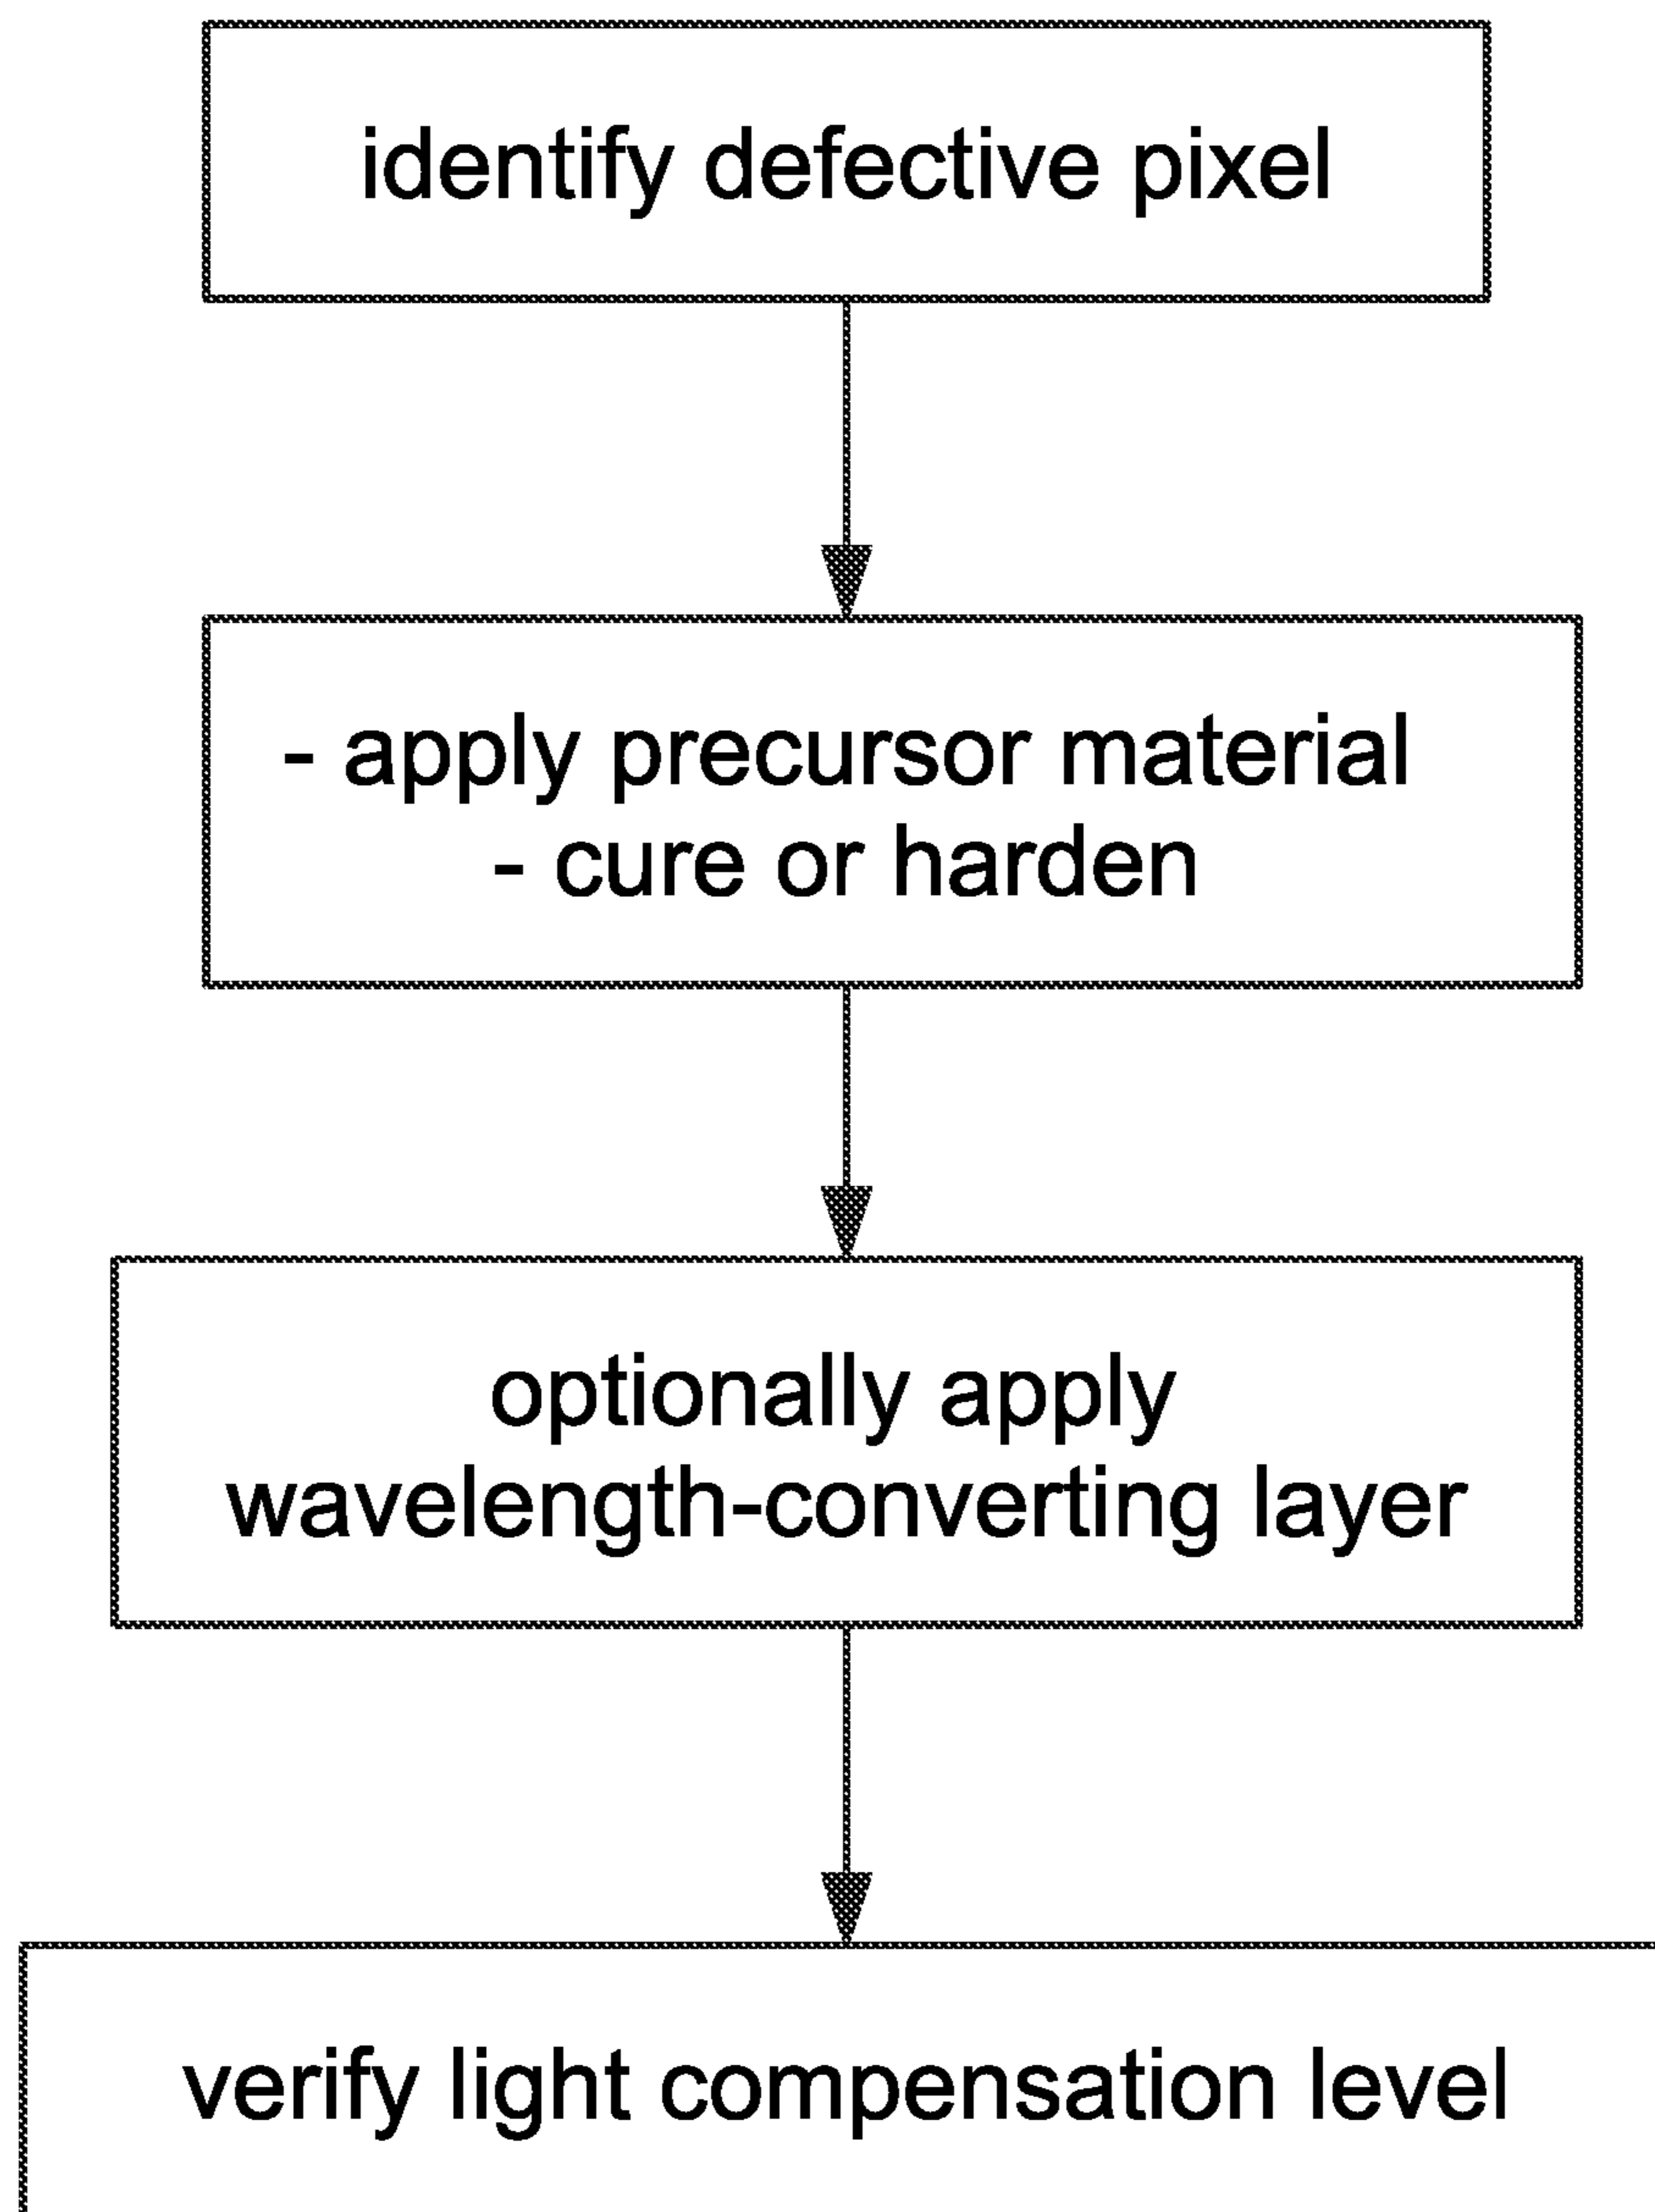 identify defective pixel
- apply precursor material
- cure or harden
optionally apply
wavelength-converting layer
verify light compensation level